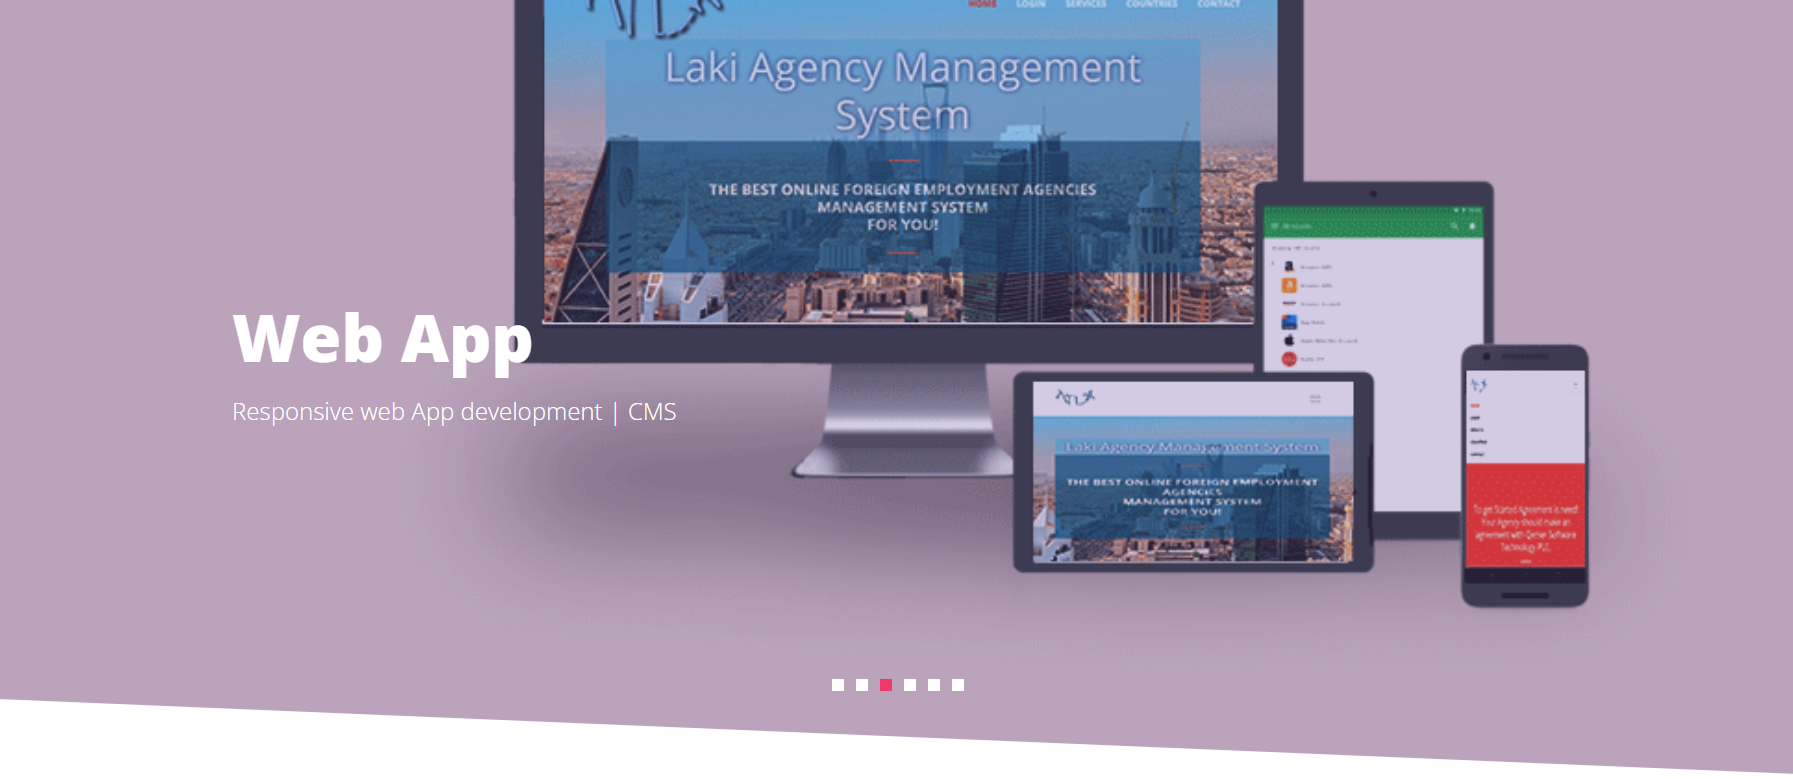 HOME LOGIN SERVICES COUNTRIES CONTACT
Laki Agency Management
System
THE BEST ONLINE FOREIGN EMPLOYMENT AGENCIES
MANAGEMENT SYSTEM
FOR YOU!
Web App
Responsive web App development | CMS
Laki Agency Management System
THE BEST ONLINE FOREIGN EMPLOYMENT
AGENCIES
MANAGEMENT SYSTEM
FOR YOU!
To get Started Agreement is need!
Your Agency should make an
agreement with Qemer Software
Technology PLC.